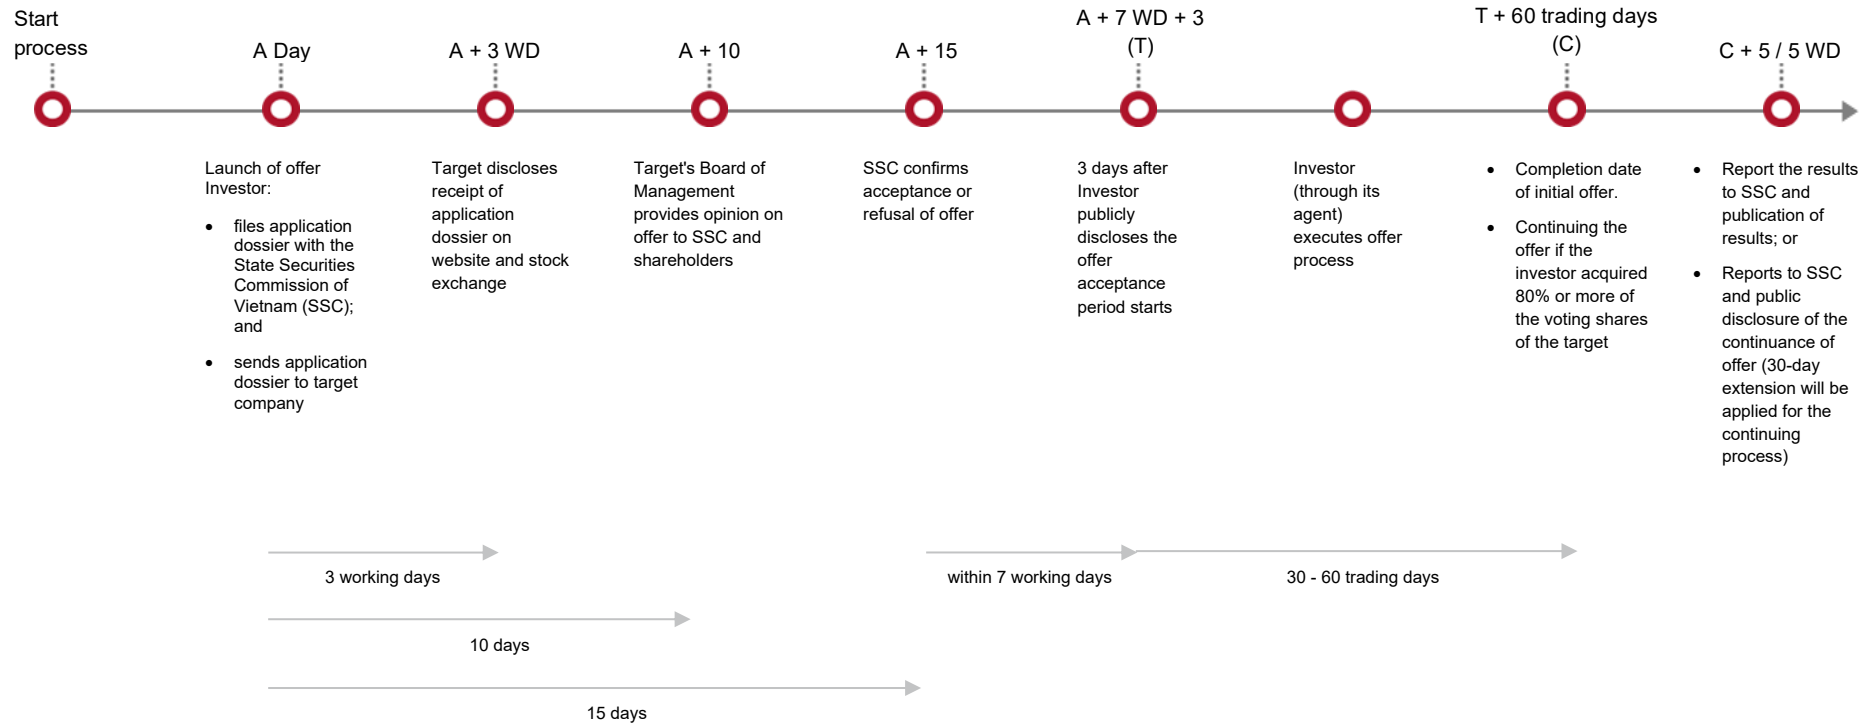 Start
process
A Day
A + 3 WD
A + 10
A + 15
A + 7 WD + 3
(T)
T + 60 trading days
(C)
C + 5 / 5 WD
Launch of offer
Investor:
• files application
dossier with the
State Securities
Commission of
Vietnam (SSC);
and
• sends application
dossier to target
company
Target discloses
receipt of
application
dossier on
website and stock
exchange
Target's Board of
Management
provides opinion on
offer to SSC and
shareholders
SSC confirms
acceptance or
refusal of offer
3 days after
Investor
publicly
discloses the
offer
acceptance
period starts
Investor
(through its
agent)
executes offer
process
• Completion date
of initial offer.
• Continuing the
offer if the
investor acquired
80% or more of
the voting shares
of the target
• Report the results
to SSC and
publication of
results; or
• Reports to SSC
and public
disclosure of the
continuance of
offer (30-day
extension will be
applied for the
continuing
process)
3 working days
within 7 working days
30 - 60 trading days
10 days
15 days